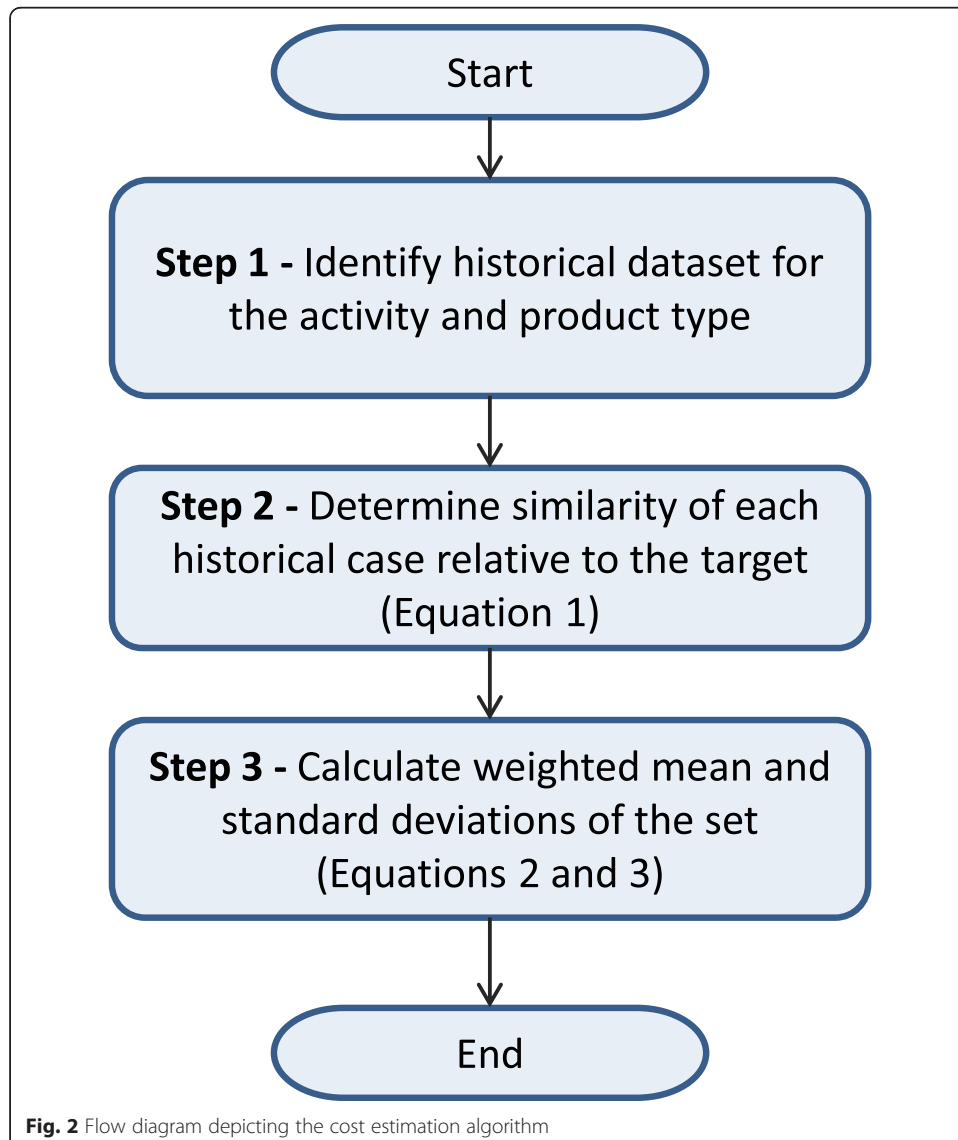 Start
Step 1 - Identify historical dataset for
the activity and product type
Step 2 - Determine similarity of each
historical case relative to the target
(Equation 1)
Step 3 - Calculate weighted mean and
standard deviations of the set
(Equations 2 and 3)
End
Fig. 2 Flow diagram depicting the cost estimation algorithm